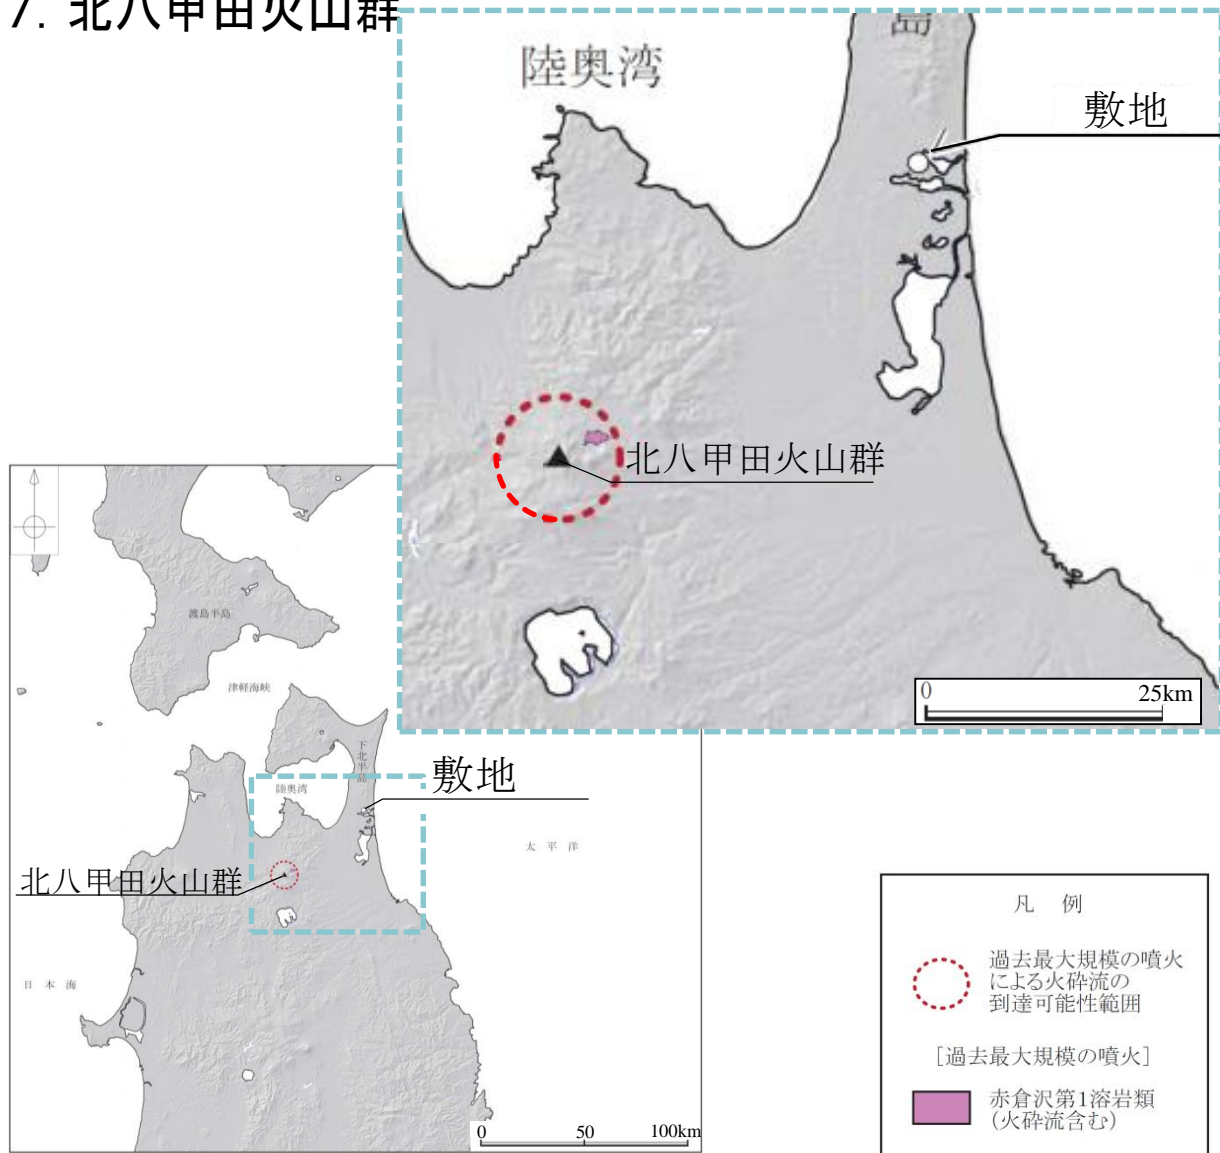 7. 北八甲田火山群
島
陸奥湾
敷地
北八甲田火山群
0
25km
渡島半島
津軽海峡
下北半島
陸奥湾
敷地
太平洋
北八甲田火山群
日本海
0
50
100km
凡 例
過去最大規模の噴火
による火砕流の
到達可能性範囲
[過去最大規模の噴火]
赤倉沢第1溶岩類
(火砕流含む)